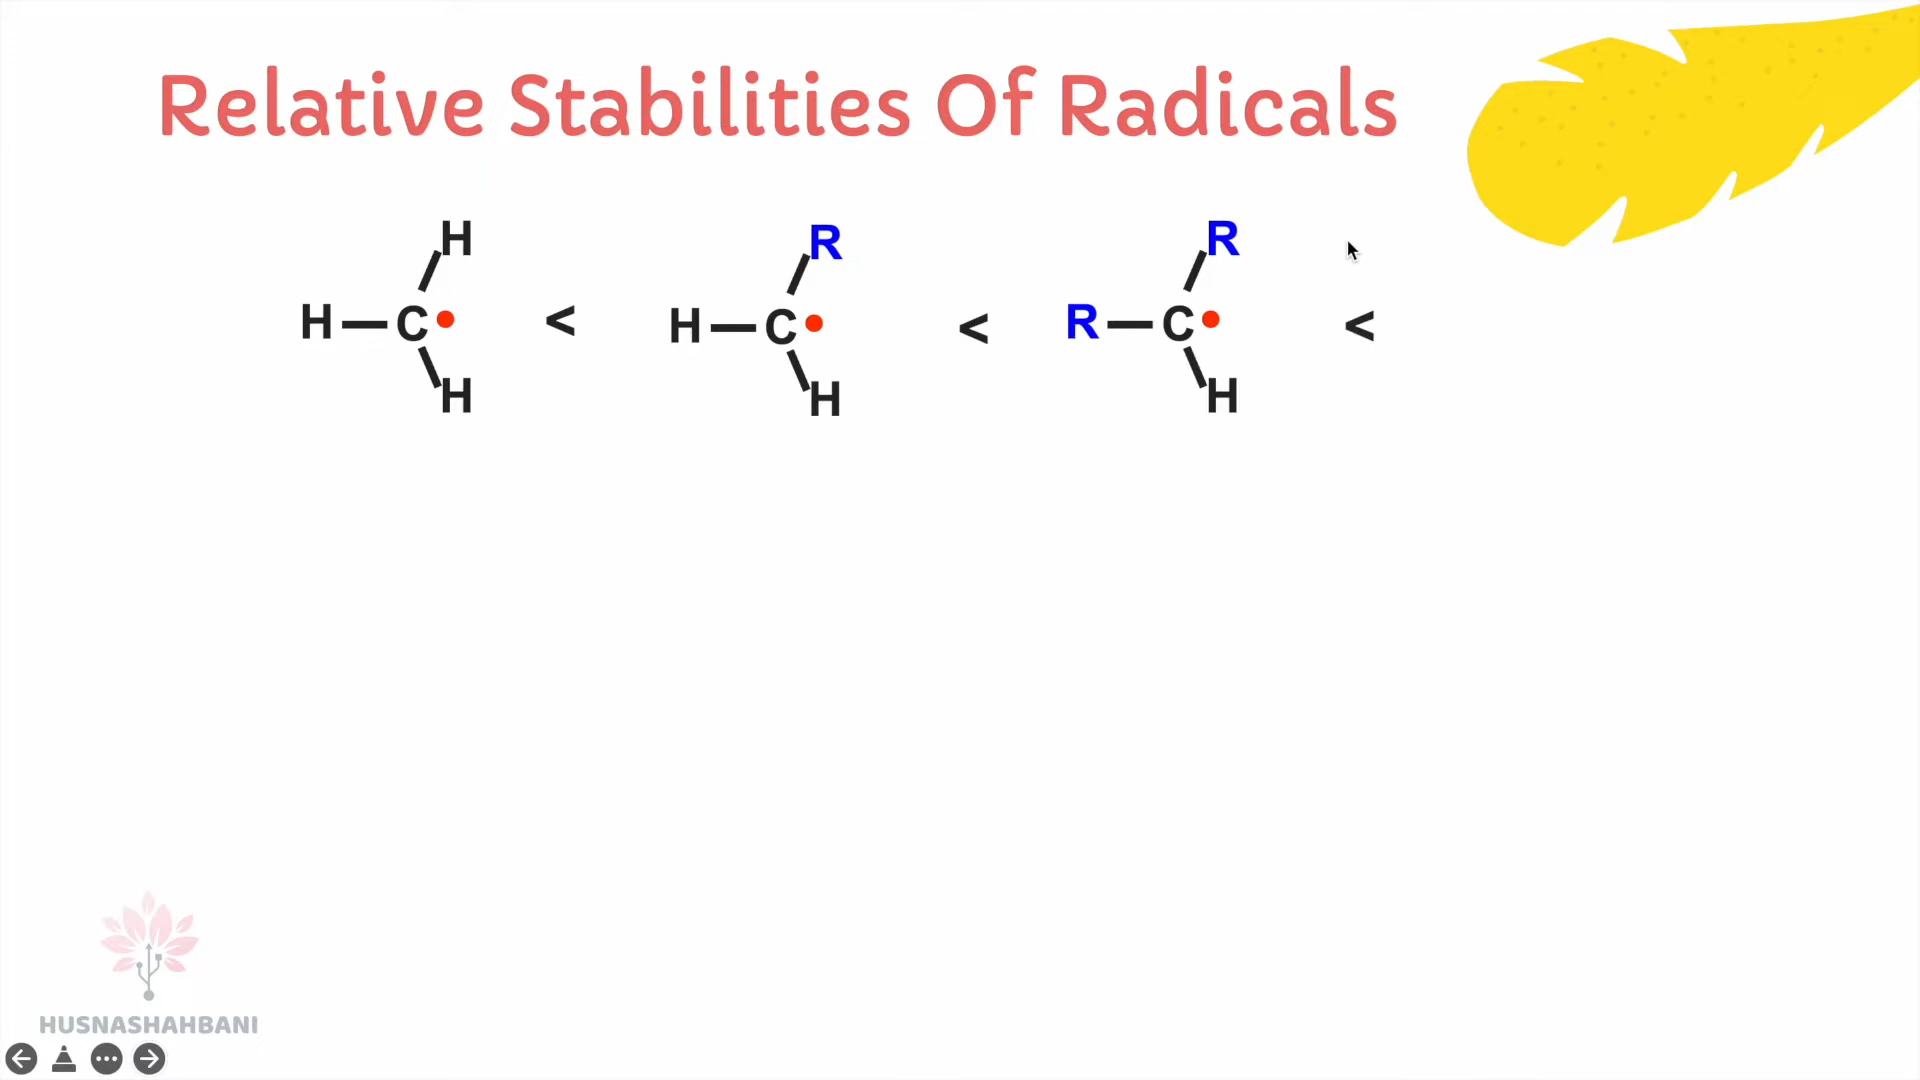 Relative Stabilities Of Radicals
H R R
H C • < H C • < R C • <
H H H
HUSNASHAHBANI